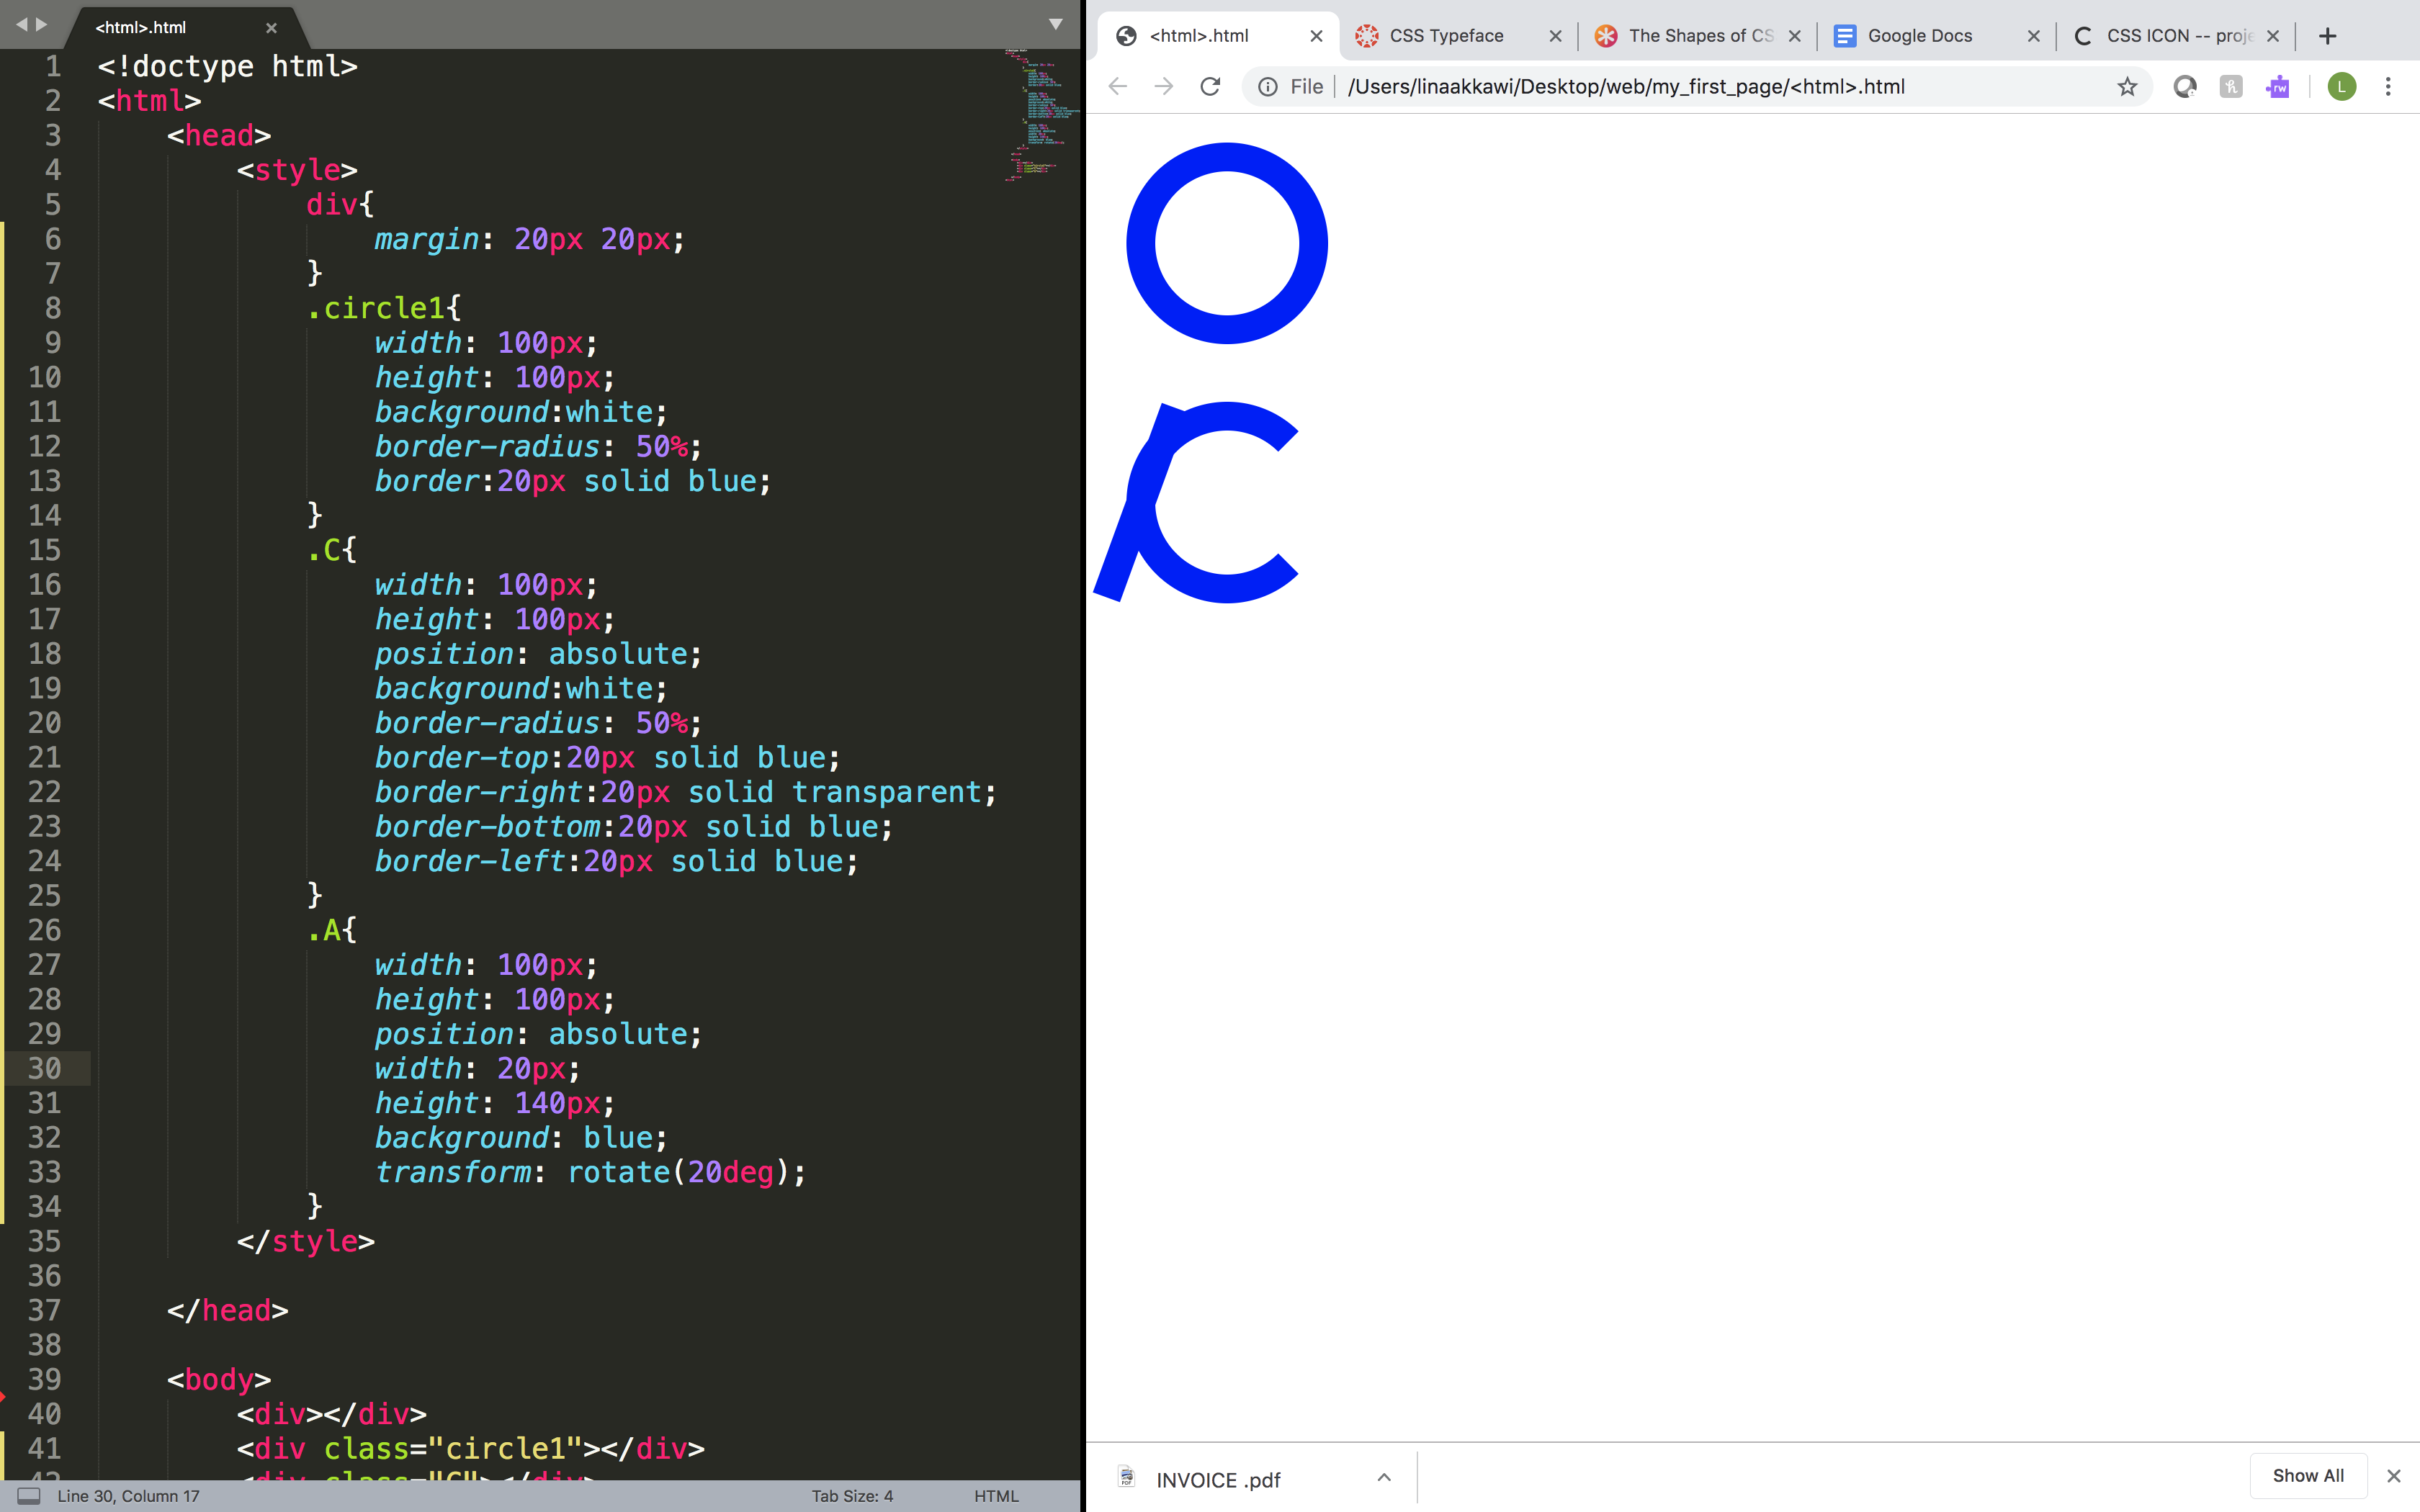 <html>.html
1 <!doctype html>
2 <html>
3 <head>
4 <style>
5 div{
6 margin: 20px 20px;
7 }
8 .circle1{
9 width: 100px;
10 height: 100px;
11 background:white;
12 border-radius: 50%;
13 border:20px solid blue;
14 }
15 .C{
16 width: 100px;
17 height: 100px;
18 position: absolute;
19 background:white;
20 border-radius: 50%;
21 border-top:20px solid blue;
22 border-right:20px solid transparent;
23 border-bottom:20px solid blue;
24 border-left:20px solid blue;
25 }
26 .A{
27 width: 100px;
28 height: 100px;
29 position: absolute;
30 width: 20px;
31 height: 140px;
32 background: blue;
33 transform: rotate(20deg);
34 }
35 </style>
36
37 </head>
38
39 <body>
40 <div></div>
41 <div class="circle1"></div>
42 <div class="C"></div>
Line 30, Column 17 Tab Size: 4 HTML
<html>.html CSS Typeface The Shapes of CS Google Docs CSS ICON -- proje
File /Users/linaakkawi/Desktop/web/my_first_page/<html>.html rw L
INVOICE .pdf Show All